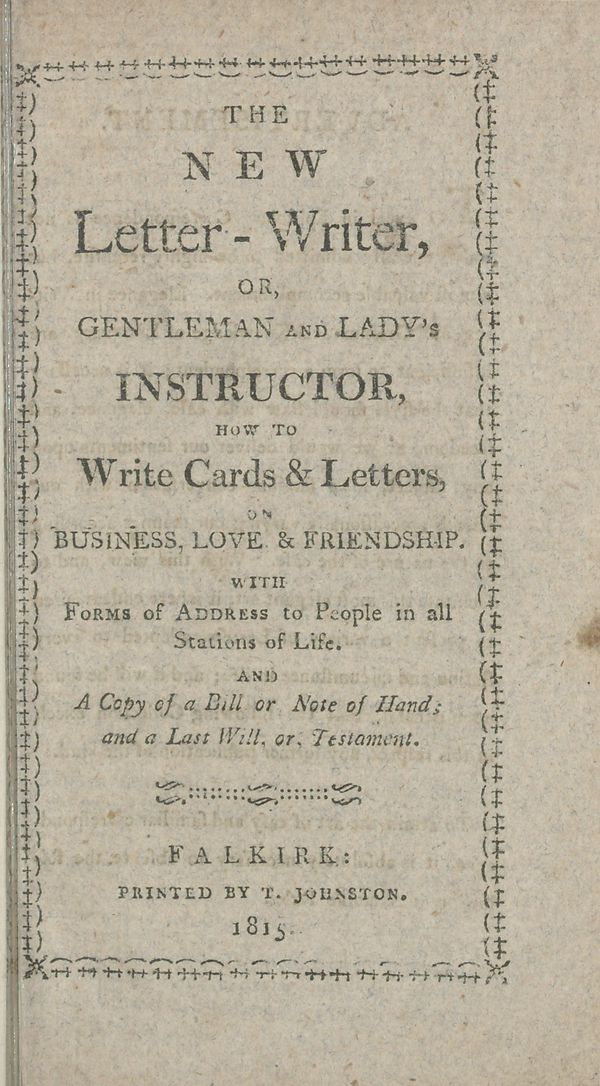 THE
NEW
Letter - Writer,
OR,
GENTLEMAN AND LADY's
INSTRUCTOR,
HOW TO
Write Cards & Letters,
ON
BUSINESS, LOVE & FRIENDSHIP.
WITH
FORMS of ADDRESS to People in all
Stations of Life.
AND
A Copy of a Bill or Note of Hand;
and a Last Will, or, Testament.
FALKIRK:
PRINTED BY T. JOHNSTON.
1815.